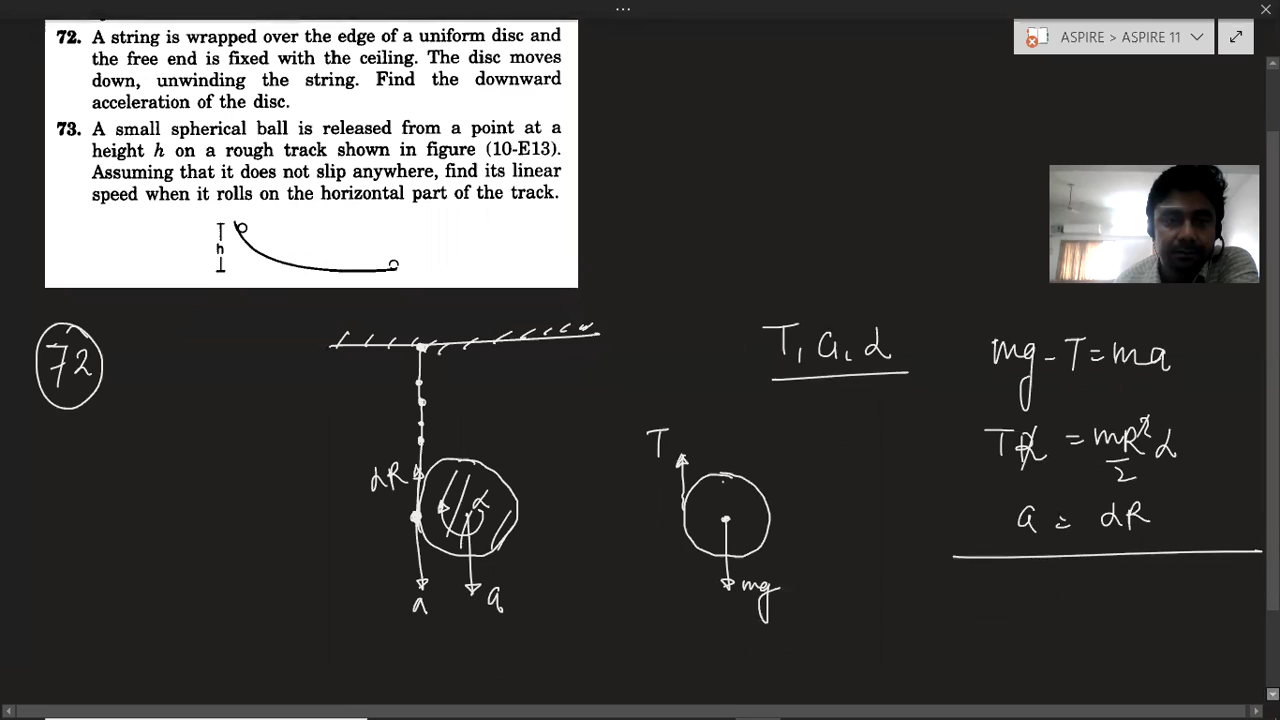 ASPIRE > ASPIRE 11
72. A string is wrapped over the edge of a uniform disc and
the free end is fixed with the ceiling. The disc moves
down, unwinding the string. Find the downward
acceleration of the disc.
73. A small spherical ball is released from a point at a
height h on a rough track shown in figure (10-E13).
Assuming that it does not slip anywhere, find its linear
speed when it rolls on the horizontal part of the track.
h
72
αR
α
a
a
T
mg
T, a, α
mg - T = ma
TR = mR²/2 α
a = αR